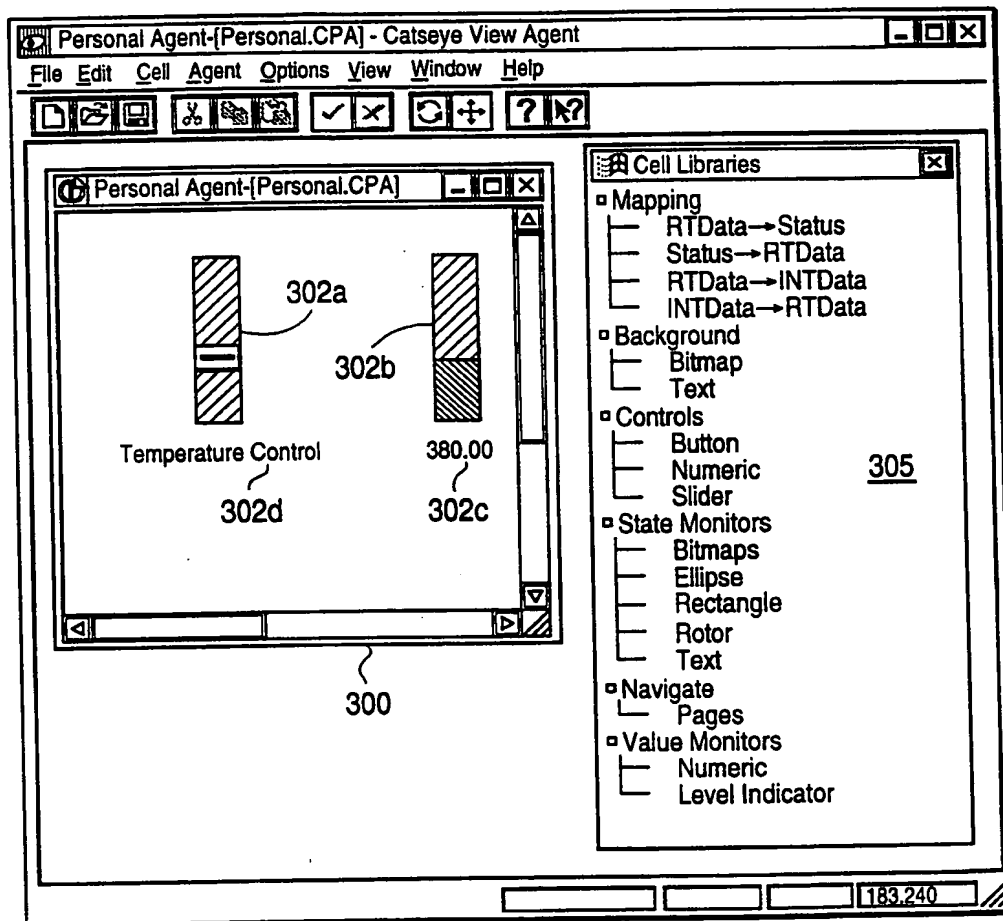 Personal Agent-[Personal.CPA] - Catseye View Agent
File Edit Cell Agent Options View Window Help
? ?
Personal Agent-[Personal.CPA]
302a
302b
Temperature Control
380.00
302d
302c
300
Cell Libraries
Mapping
RTData→Status
Status→RTData
RTData→INTData
INTData→RTData
Background
Bitmap
Text
Controls
Button
Numeric
Slider
305
State Monitors
Bitmaps
Ellipse
Rectangle
Rotor
Text
Navigate
Pages
Value Monitors
Numeric
Level Indicator
183.240